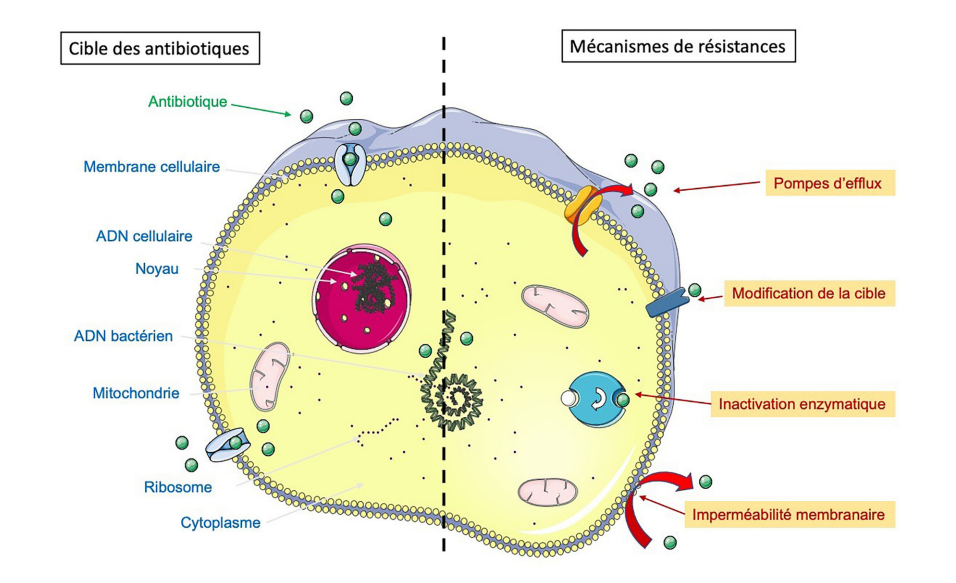 Cible des antibiotiques
Mécanismes de résistances
Antibiotique
Membrane cellulaire
ADN cellulaire
Noyau
ADN bactérien
Mitochondrie
Ribosome
Cytoplasme
Pompes d'efflux
Modification de la cible
Inactivation enzymatique
Imperméabilité membranaire